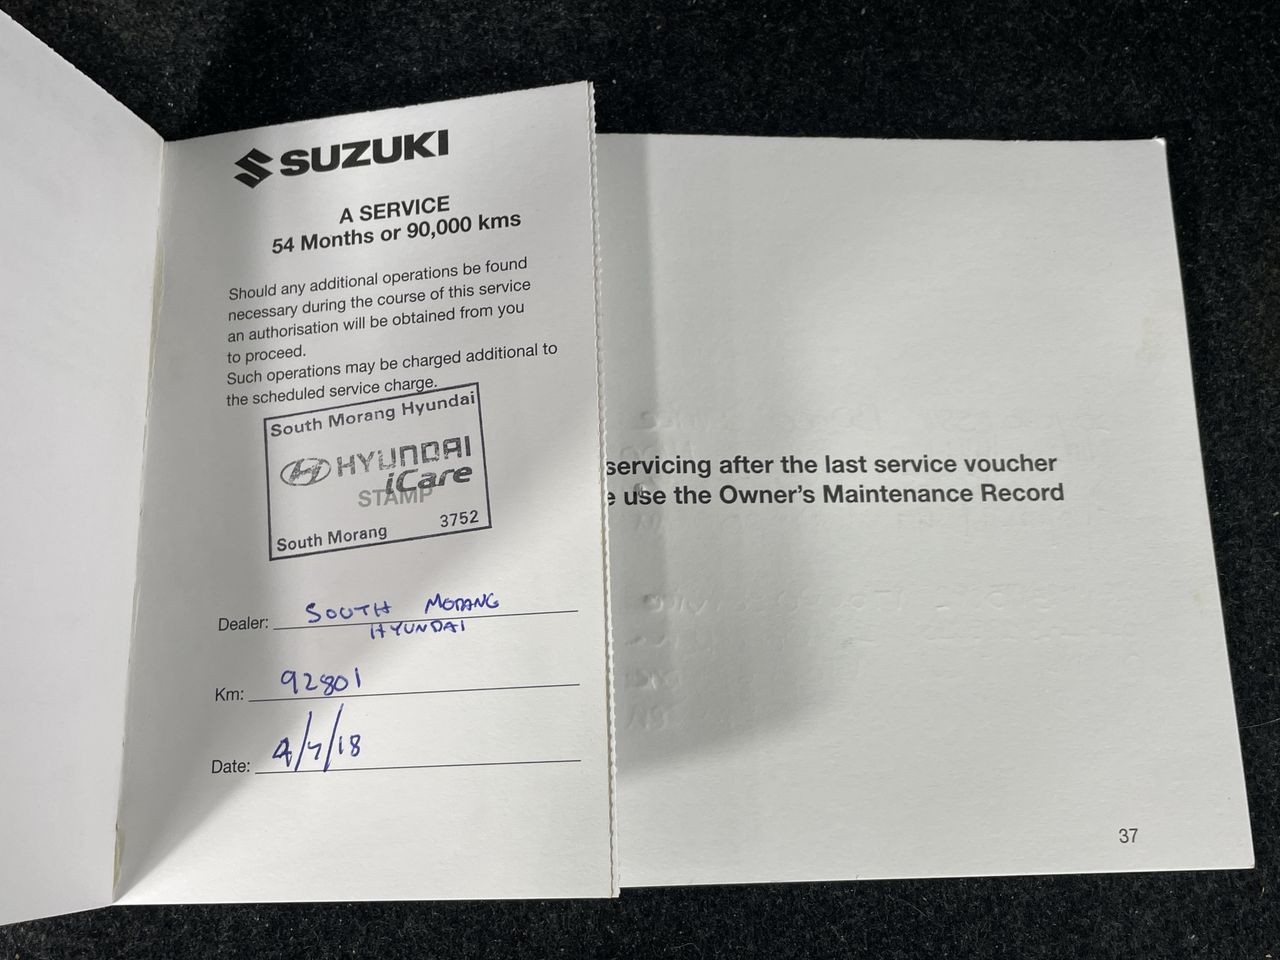 SUZUKI
A SERVICE
54 Months or 90,000 kms
Should any additional operations be found
necessary during the course of this service
an authorisation will be obtained from you
to proceed.
Such operations may be charged additional to
the scheduled service charge.
South Morang Hyundai
HYUNDAI
iCare
STAMP
South Morang 3752
Dealer: SOUTH MORANG
HYUNDAI
Km: 92801
Date: 4/7/18
servicing after the last service voucher
e use the Owner's Maintenance Record
37